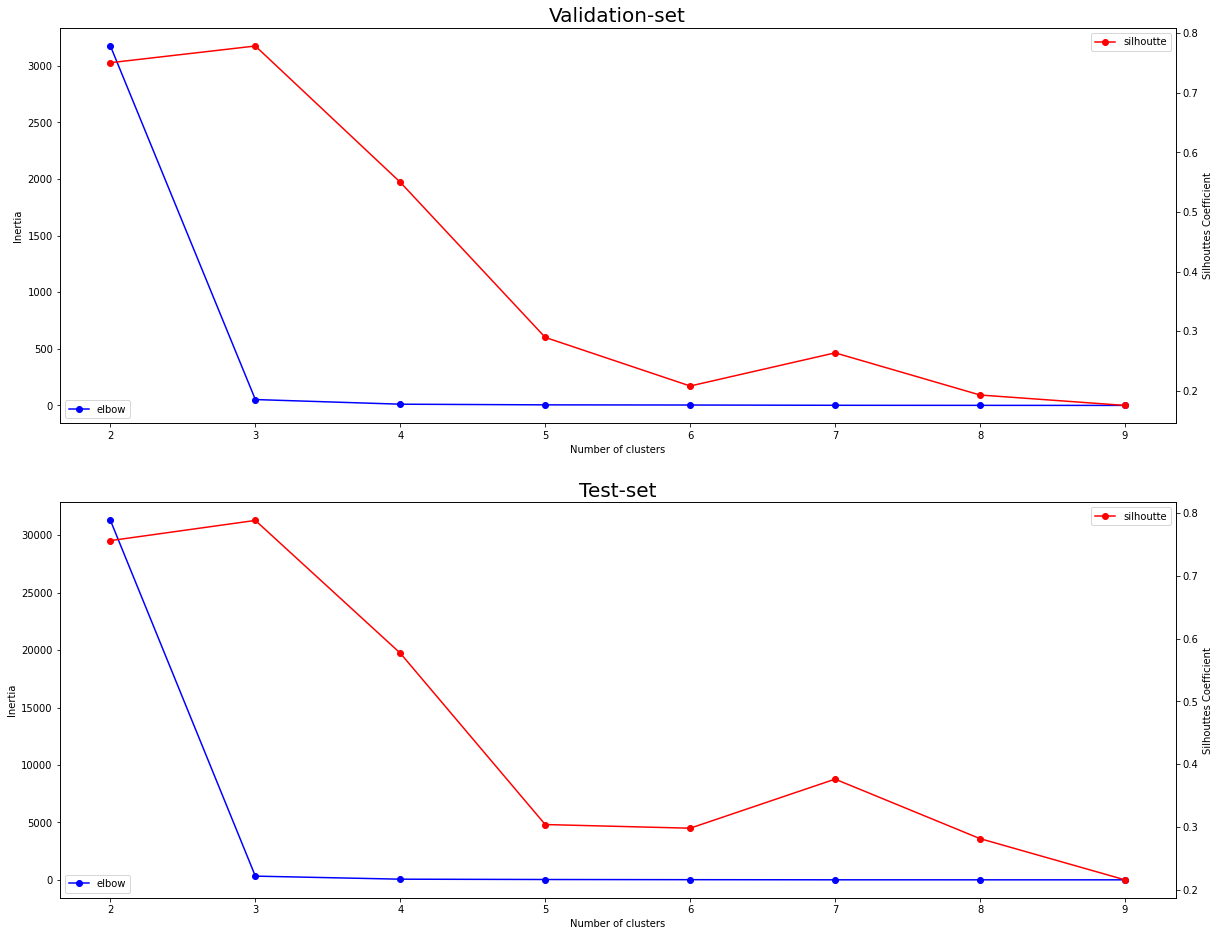 Validation-set
silhoutte
3000
2500
2000
1500
1000
500
0
Inertia
0.8
0.7
0.6
0.5
0.4
0.3
0.2
Silhouttes Coefficient
elbow
2 3 4 5 6 7 8 9
Number of clusters
Test-set
silhoutte
30000
25000
20000
15000
10000
5000
0
Inertia
0.8
0.7
0.6
0.5
0.4
0.3
0.2
Silhouttes Coefficient
elbow
2 3 4 5 6 7 8 9
Number of clusters